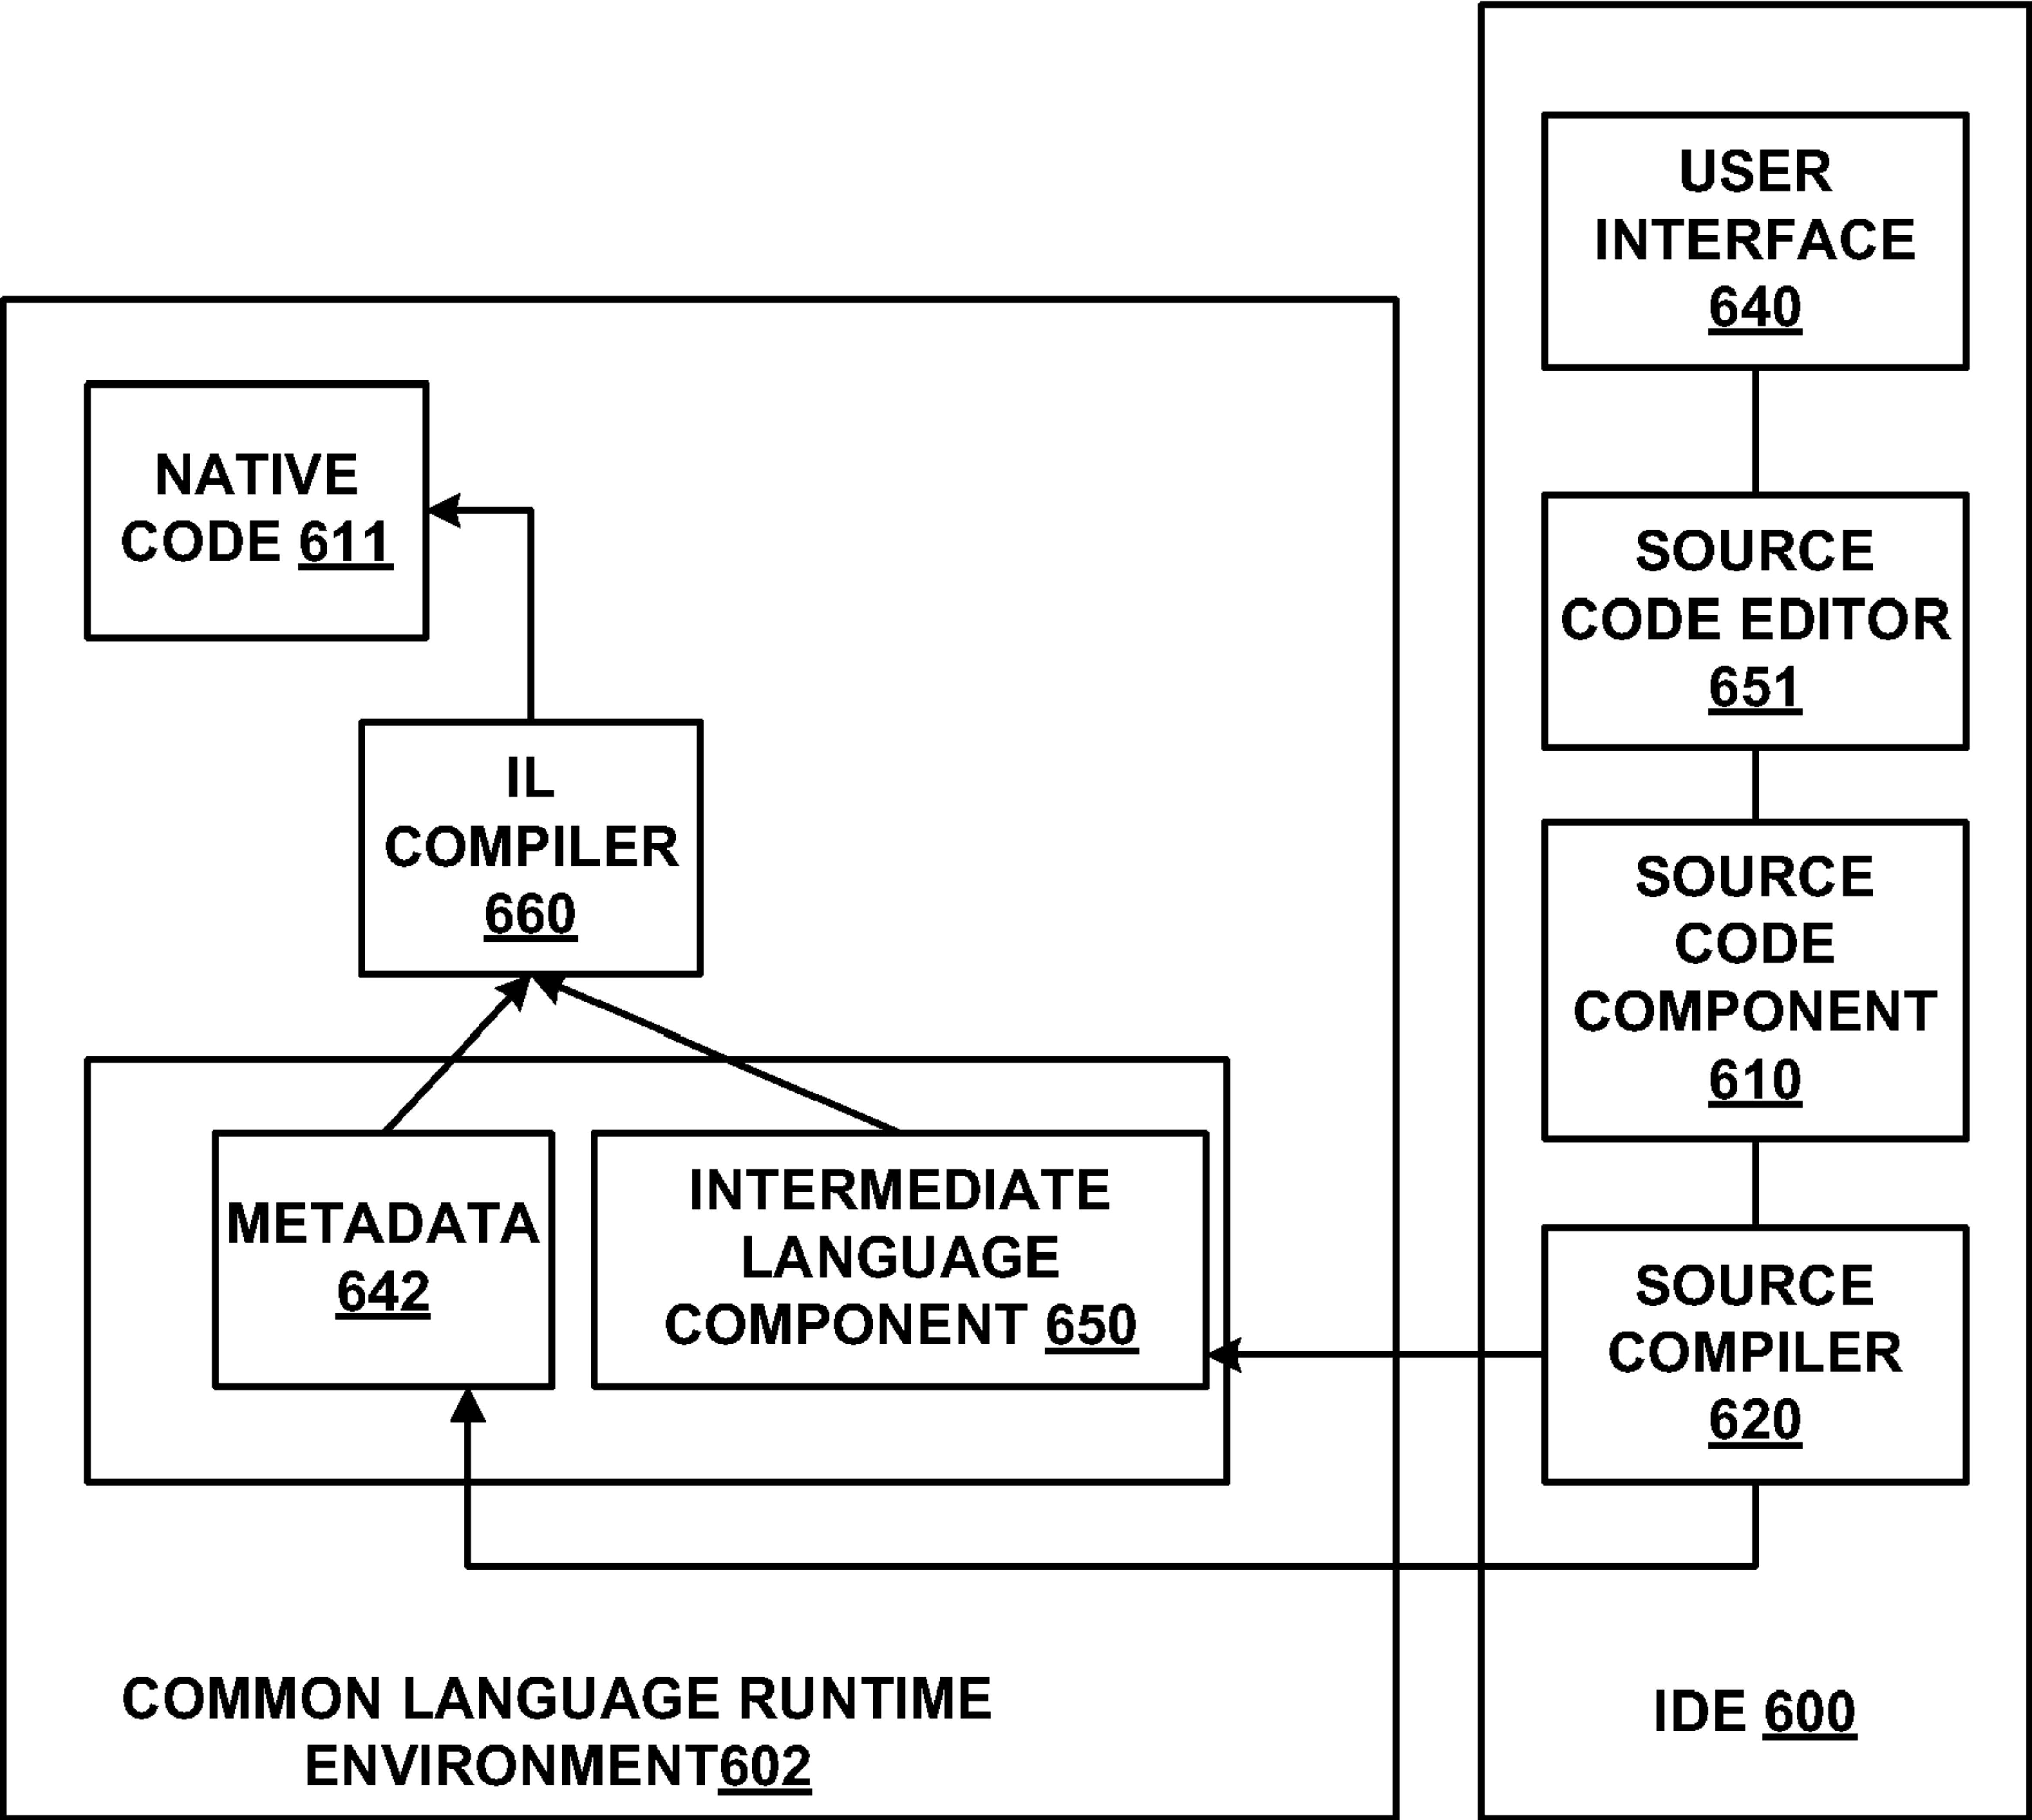 USER
INTERFACE
640
NATIVE
CODE 611
SOURCE
CODE EDITOR
651
IL
COMPILER
660
SOURCE
CODE
COMPONENT
610
METADATA
642
INTERMEDIATE
LANGUAGE
COMPONENT 650
SOURCE
COMPILER
620
COMMON LANGUAGE RUNTIME
ENVIRONMENT602
IDE 600